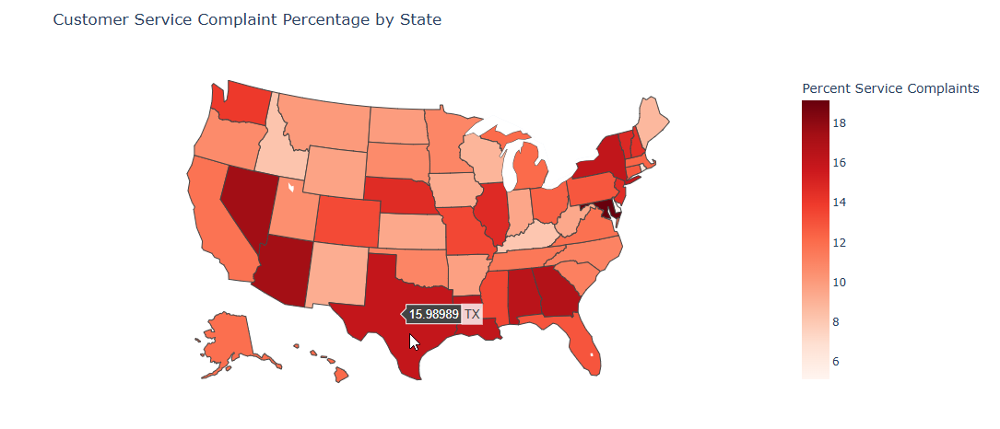 Customer Service Complaint Percentage by State
Percent Service Complaints
18
16
14
12
10
8
6
15.98989 TX